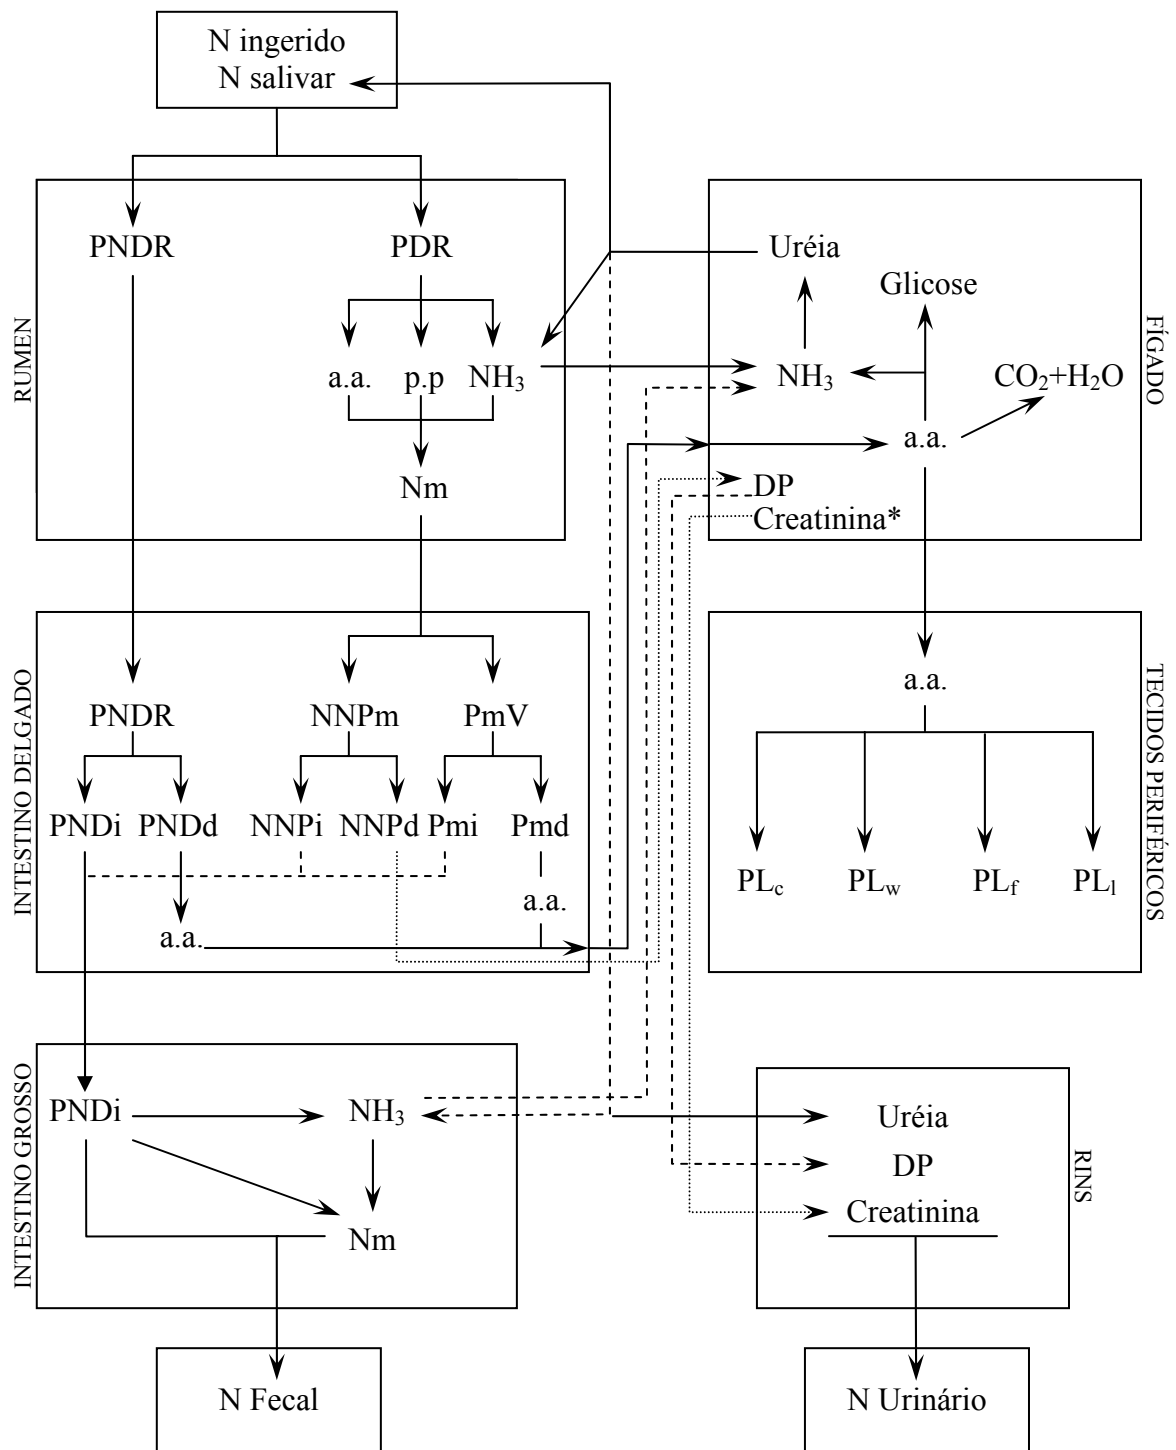 N ingerido
N salivar
RUMEN
PNDR
PDR
a.a.
p.p
NH₃
Nm
FÍGADO
Uréia
Glicose
NH₃
CO₂+H₂O
a.a.
DP
Creatinina*
INTESTINO DELGADO
PNDR
NNPm
PmV
PNDi
PNDd
NNPi
NNPd
Pmi
Pmd
a.a.
a.a.
TECIDOS PERIFÉRICOS
a.a.
PLc
PLw
PLf
PLl
INTESTINO GROSSO
PNDi
NH₃
Nm
RINS
Uréia
DP
Creatinina
N Fecal
N Urinário